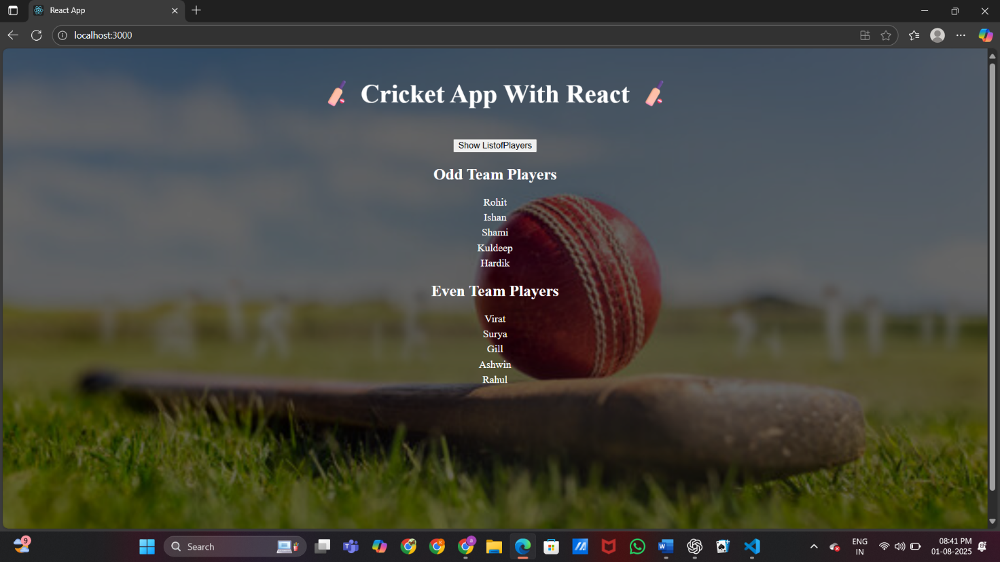 React App
localhost:3000
Cricket App With React
Show ListofPlayers
Odd Team Players
Rohit
Ishan
Shami
Kuldeep
Hardik
Even Team Players
Virat
Surya
Gill
Ashwin
Rahul
9
Search
ENG
IN
08:41 PM
01-08-2025